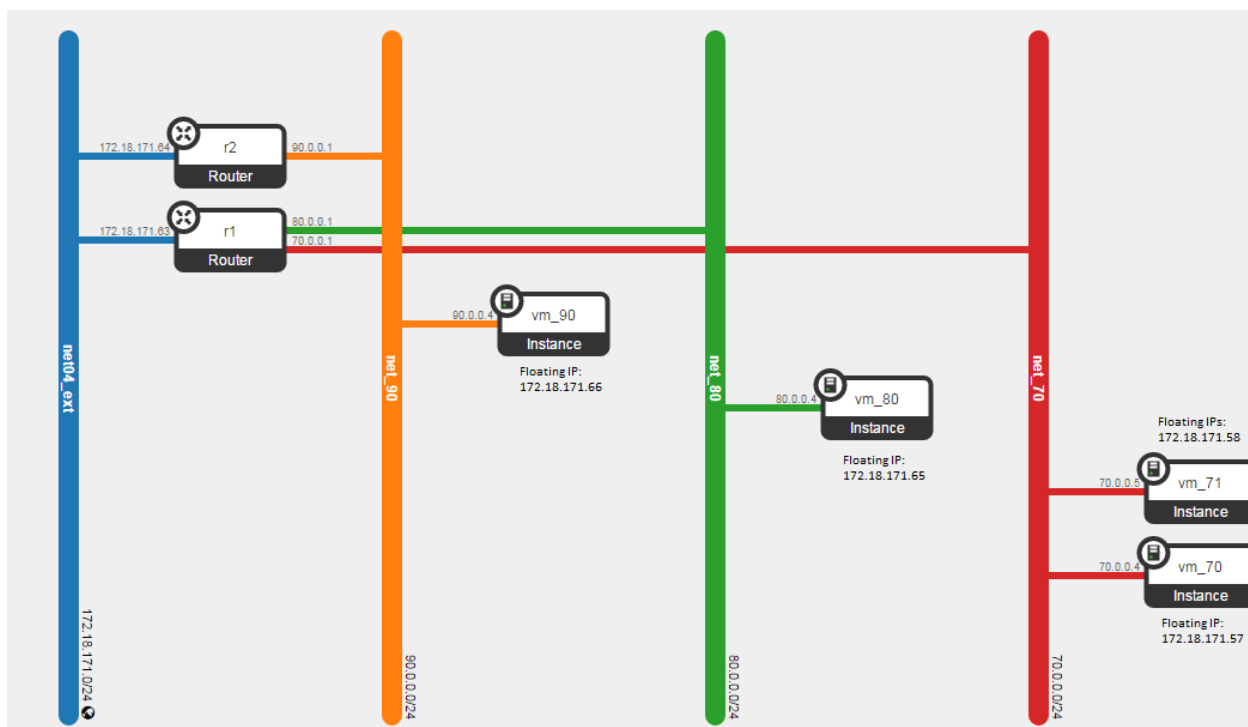 172.18.171.64
r2
Router
90.0.0.1
172.18.171.63
r1
Router
80.0.0.1
70.0.0.1
90.0.0.4
vm_90
Instance
Floating IP:
172.18.171.66
80.0.0.4
vm_80
Instance
Floating IP:
172.18.171.65
Floating IPs:
172.18.171.58
70.0.0.5
vm_71
Instance
70.0.0.4
vm_70
Instance
Floating IP:
172.18.171.57
net04_ext
net_90
net_80
net_70
172.18.171.0/24
90.0.0.0/24
80.0.0.0/24
70.0.0.0/24